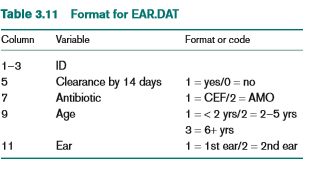 Table 3.11 Format for EAR.DAT
Column Variable Format or code
1–3 ID
5 Clearance by 14 days 1 = yes/0 = no
7 Antibiotic 1 = CEF/2 = AMO
9 Age 1 = < 2 yrs/2 = 2–5 yrs
3 = 6+ yrs
11 Ear 1 = 1st ear/2 = 2nd ear